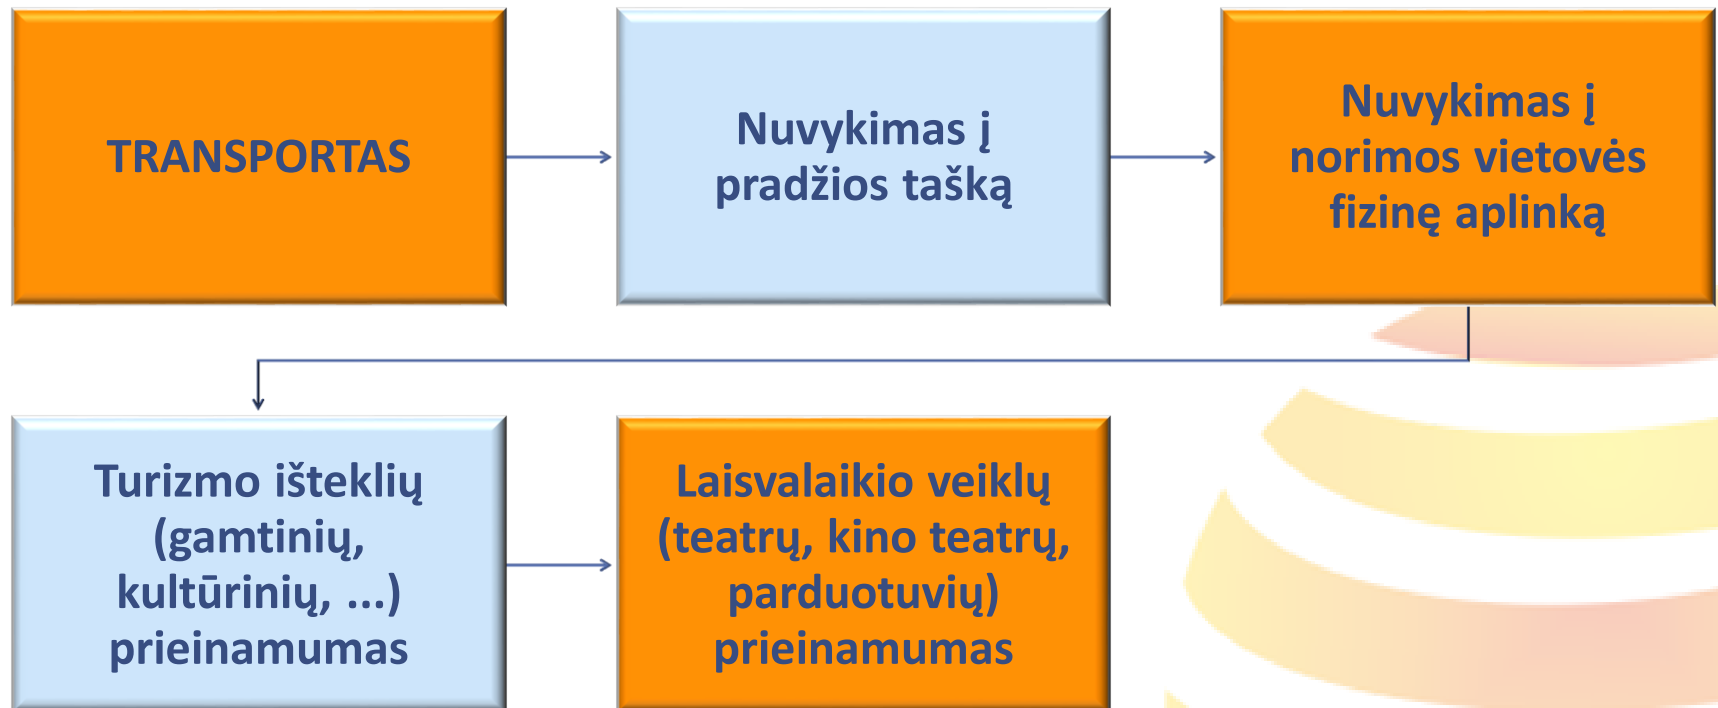 TRANSPORTAS
Nuvykimas į
pradžios tašką
Nuvykimas į
norimos vietovės
fizinę aplinką
Turizmo išteklių
(gamtinių,
kultūrinių, ...)
prieinamumas
Laisvalaikio veiklų
(teatrų, kino teatrų,
parduotuvių)
prieinamumas